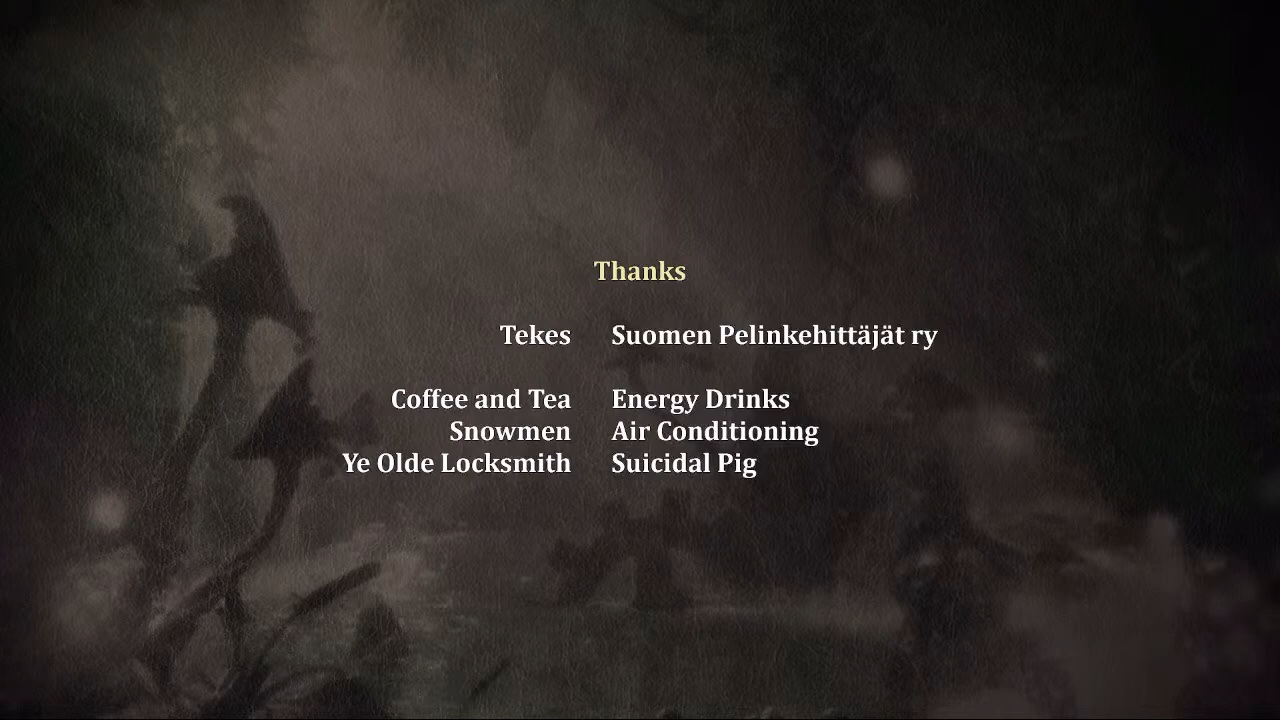 Thanks
Tekes Suomen Pelinkehittäjät ry
Coffee and Tea Energy Drinks
Snowmen Air Conditioning
Ye Olde Locksmith Suicidal Pig